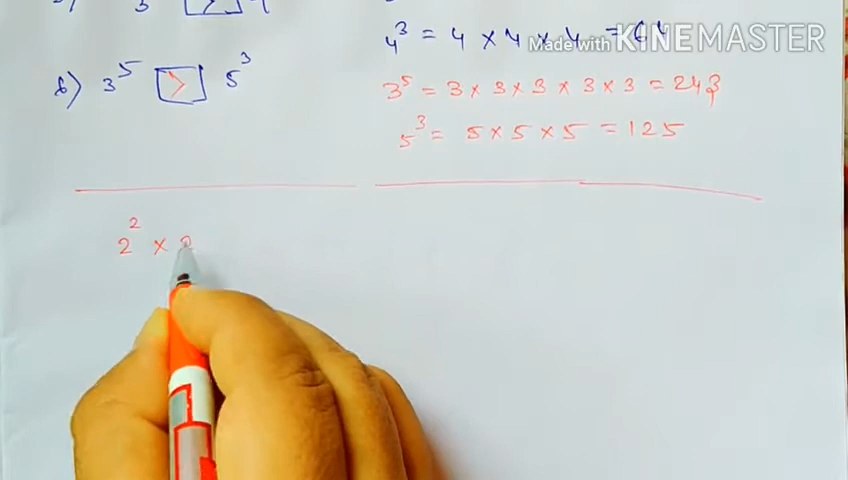 4³ = 4 × 4 × 4 = 64
Made with KINEMASTER
6) 3⁵ > 5³
3⁵ = 3 × 3 × 3 × 3 × 3 = 243
5³ = 5 × 5 × 5 = 125
2² ×